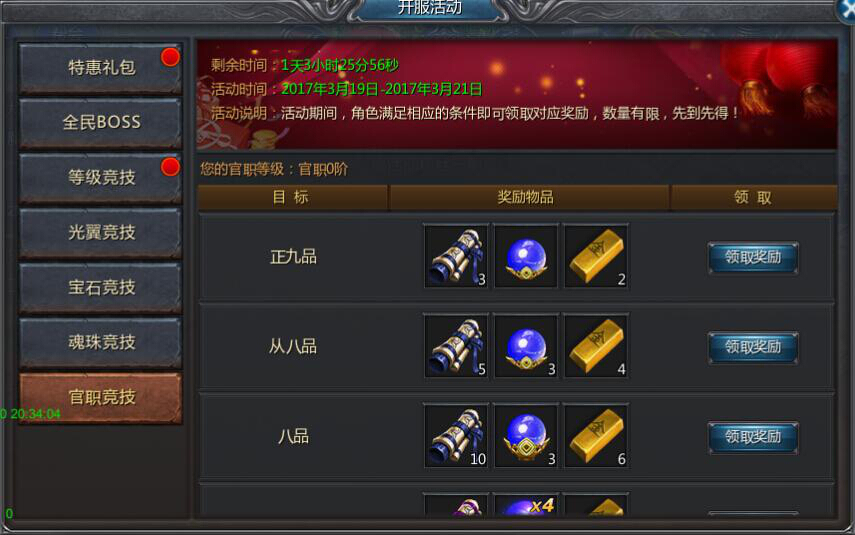 开服活动
特惠礼包
全民BOSS
等级竞技
光翼竞技
宝石竞技
魂珠竞技
官职竞技
0 20:34:04
0
剩余时间：1天3小时25分56秒
活动时间：2017年3月19日-2017年3月21日
活动说明：活动期间，角色满足相应的条件即可领取对应奖励，数量有限，先到先得！
您的官职等级：官职0阶
目 标 奖励物品 领 取
正九品 3 2 领取奖励
从八品 5 3 4 领取奖励
八品 10 3 6 领取奖励
x4